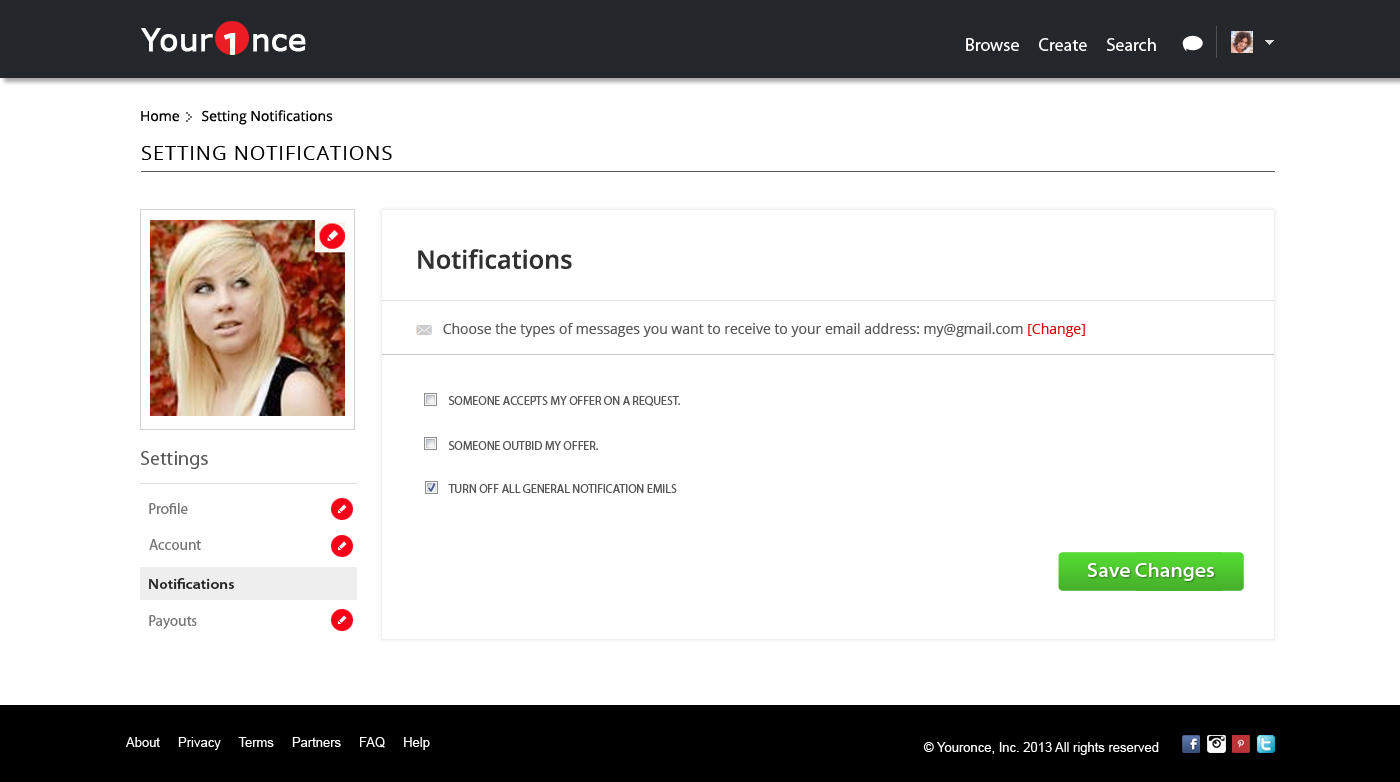 Your1nce
Browse Create Search
Home Setting Notifications
SETTING NOTIFICATIONS
Notifications
Choose the types of messages you want to receive to your email address: my@gmail.com [Change]
SOMEONE ACCEPTS MY OFFER ON A REQUEST.
SOMEONE OUTBID MY OFFER.
TURN OFF ALL GENERAL NOTIFICATION EMILS
Save Changes
Settings
Profile
Account
Notifications
Payouts
About Privacy Terms Partners FAQ Help
© Youronce, Inc. 2013 All rights reserved